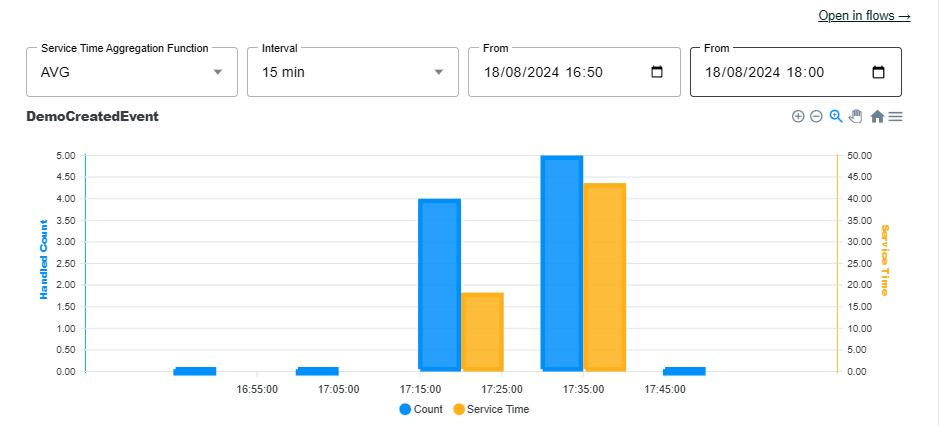 Open in flows →
Service Time Aggregation Function
AVG
Interval
15 min
From
18/08/2024 16:50
From
18/08/2024 18:00
DemoCreatedEvent
5.00
4.50
4.00
3.50
3.00
2.50
2.00
1.50
1.00
0.50
0.00
Handled Count
50.00
45.00
40.00
35.00
30.00
25.00
20.00
15.00
10.00
5.00
0.00
Service Time
16:55:00 17:05:00 17:15:00 17:25:00 17:35:00 17:45:00
Count Service Time